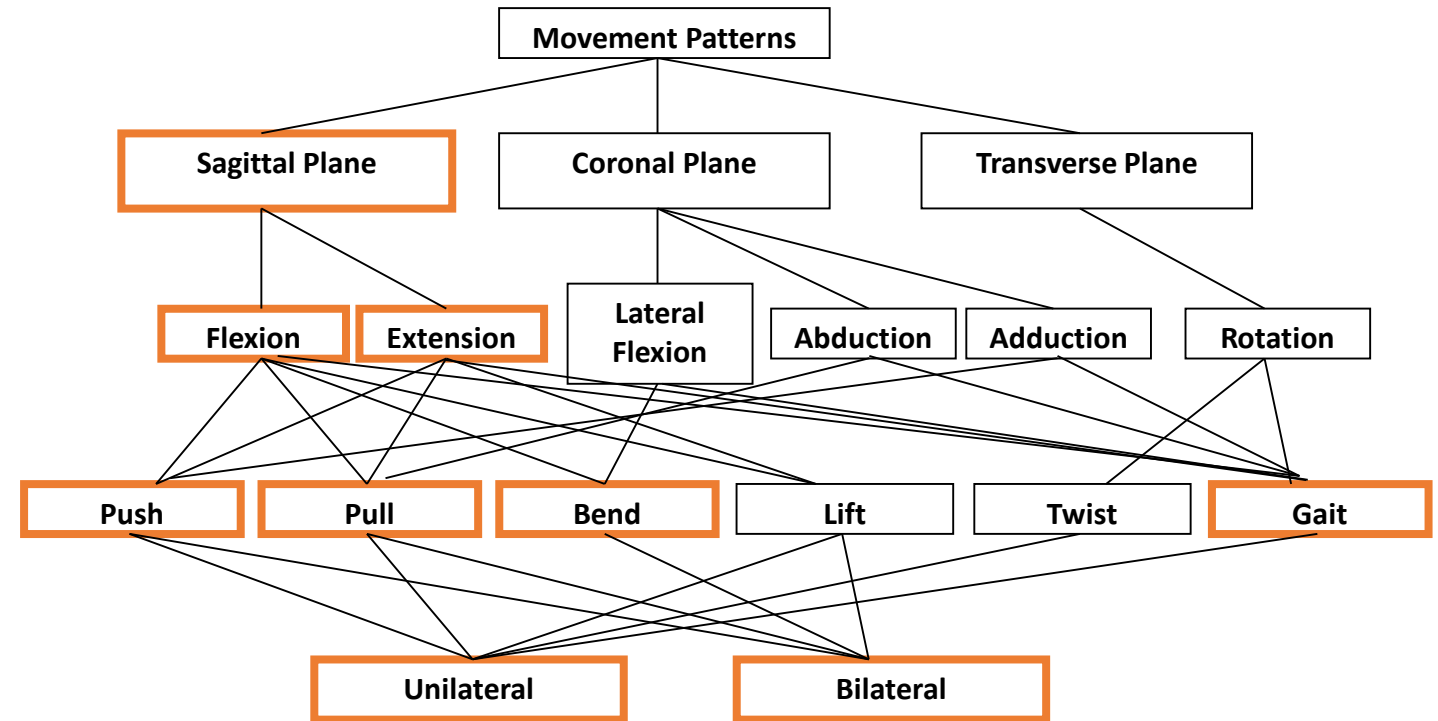 Movement Patterns
Sagittal Plane
Coronal Plane
Transverse Plane
Flexion
Extension
Lateral
Flexion
Abduction
Adduction
Rotation
Push
Pull
Bend
Lift
Twist
Gait
Unilateral
Bilateral